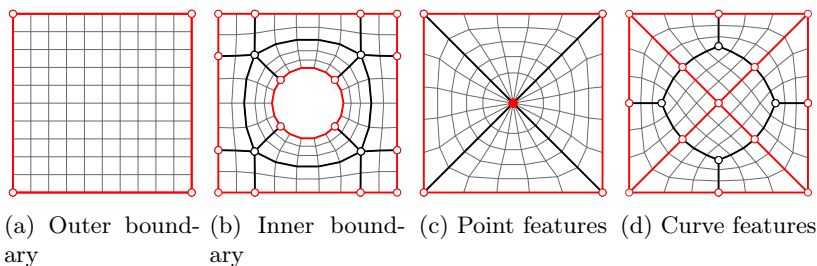 (a) Outer bound-
ary
(b) Inner bound-
ary
(c) Point features
(d) Curve features